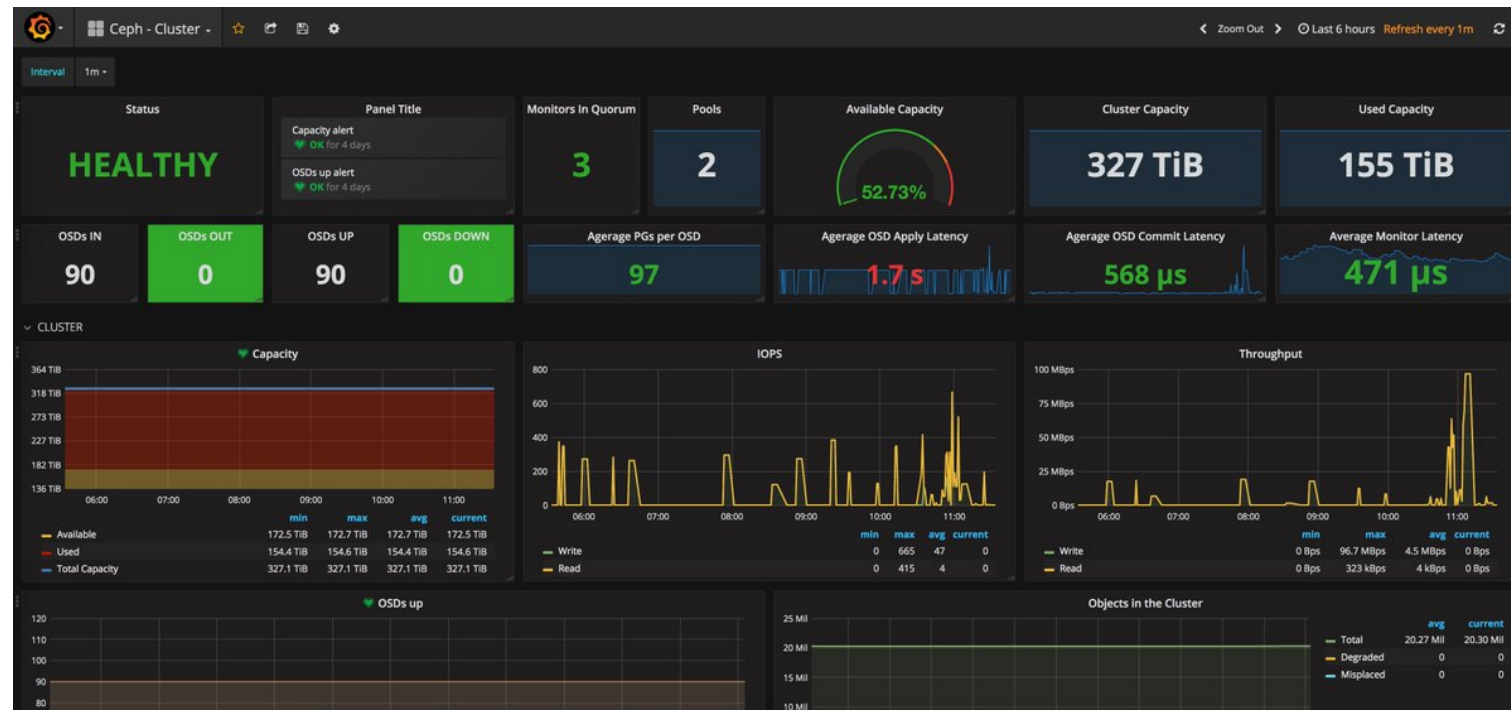 Ceph - Cluster
Zoom Out
Last 6 hours Refresh every 1m
Interval 1m
Status
HEALTHY
Panel Title
Capacity alert
OK for 4 days
OSDs up alert
OK for 4 days
Monitors In Quorum
3
Pools
2
Available Capacity
52.73%
Cluster Capacity
327 TiB
Used Capacity
155 TiB
OSDs IN
90
OSDs OUT
0
OSDs UP
90
OSDs DOWN
0
Agerage PGs per OSD
97
Agerage OSD Apply Latency
1.7 s
Agerage OSD Commit Latency
568 µs
Average Monitor Latency
471 µs
CLUSTER
Capacity
364 TiB
318 TiB
273 TiB
227 TiB
182 TiB
136 TiB
06:00 07:00 08:00 09:00 10:00 11:00
min max avg current
Available 172.5 TiB 172.7 TiB 172.7 TiB 172.5 TiB
Used 154.4 TiB 154.6 TiB 154.4 TiB 154.6 TiB
Total Capacity 327.1 TiB 327.1 TiB 327.1 TiB 327.1 TiB
IOPS
800
600
400
200
0
06:00 07:00 08:00 09:00 10:00 11:00
min max avg current
Write 0 665 47 0
Read 0 415 4 0
Throughput
100 MBps
75 MBps
50 MBps
25 MBps
0 Bps
06:00 07:00 08:00 09:00 10:00 11:00
min max avg current
Write 0 Bps 96.7 MBps 4.5 MBps 0 Bps
Read 0 Bps 323 kBps 4 kBps 0 Bps
OSDs up
120
110
100
90
80
Objects in the Cluster
25 Mil
20 Mil
15 Mil
10 Mil
avg current
Total 20.27 Mil 20.30 Mil
Degraded 0 0
Misplaced 0 0